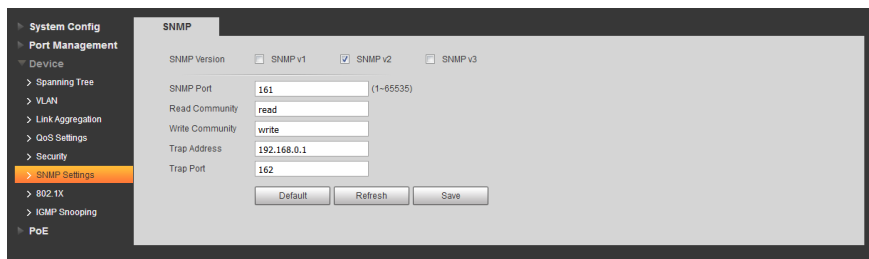 System Config
Port Management
Device
Spanning Tree
VLAN
Link Aggregation
QoS Settings
Security
SNMP Settings
802.1X
IGMP Snooping
PoE
SNMP
SNMP Version SNMP v1 SNMP v2 SNMP v3
SNMP Port 161 (1~65535)
Read Community read
Write Community write
Trap Address 192.168.0.1
Trap Port 162
Default Refresh Save